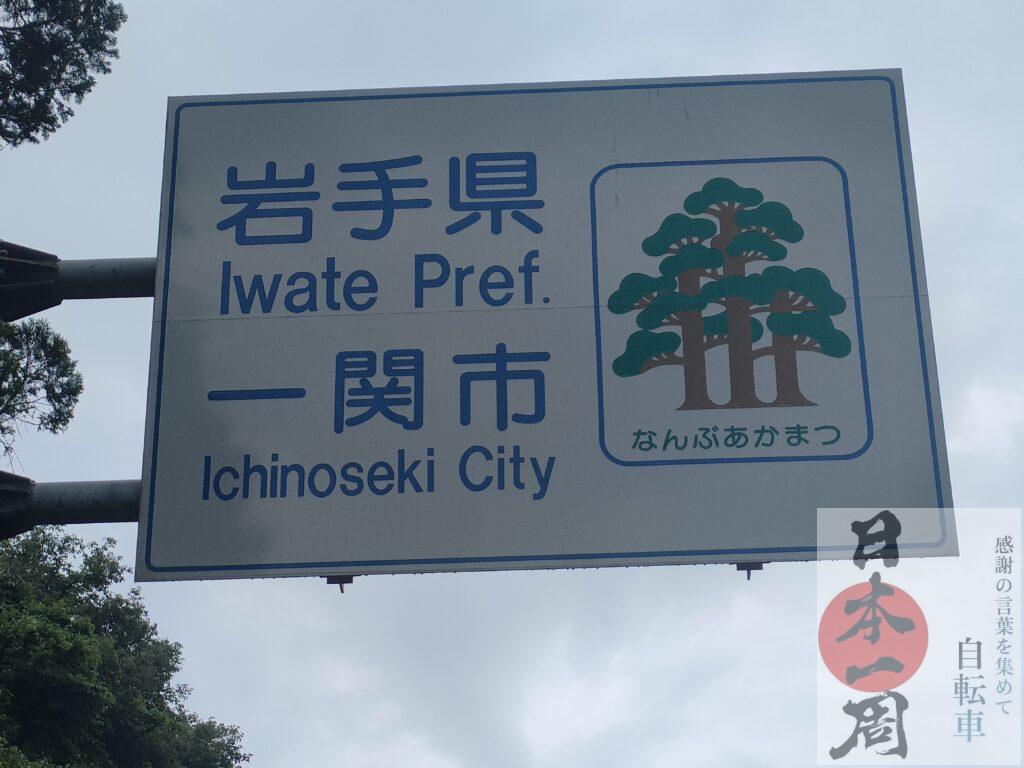 岩手県
Iwate Pref.
一関市
Ichinoseki City
なんぶあかまつ
日本一周
感謝の言葉を集めて
自転車